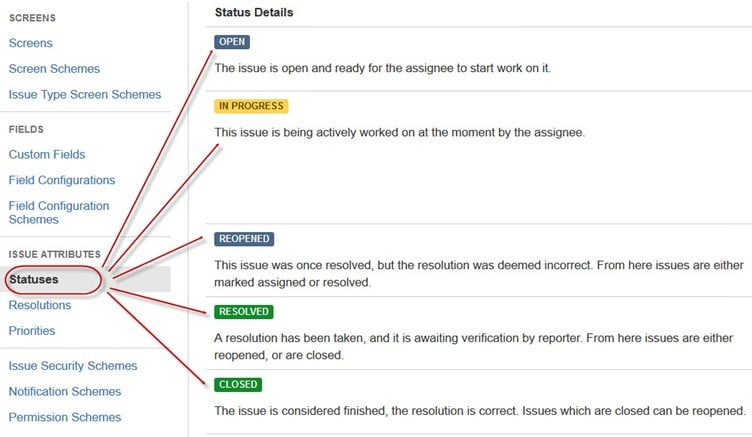 SCREENS
Screens
Screen Schemes
Issue Type Screen Schemes
FIELDS
Custom Fields
Field Configurations
Field Configuration
Schemes
ISSUE ATTRIBUTES
Statuses
Resolutions
Priorities
Issue Security Schemes
Notification Schemes
Permission Schemes
Status Details
OPEN
The issue is open and ready for the assignee to start work on it.
IN PROGRESS
This issue is being actively worked on at the moment by the assignee.
REOPENED
This issue was once resolved, but the resolution was deemed incorrect. From here issues are either
marked assigned or resolved.
RESOLVED
A resolution has been taken, and it is awaiting verification by reporter. From here issues are either
reopened, or are closed.
CLOSED
The issue is considered finished, the resolution is correct. Issues which are closed can be reopened.